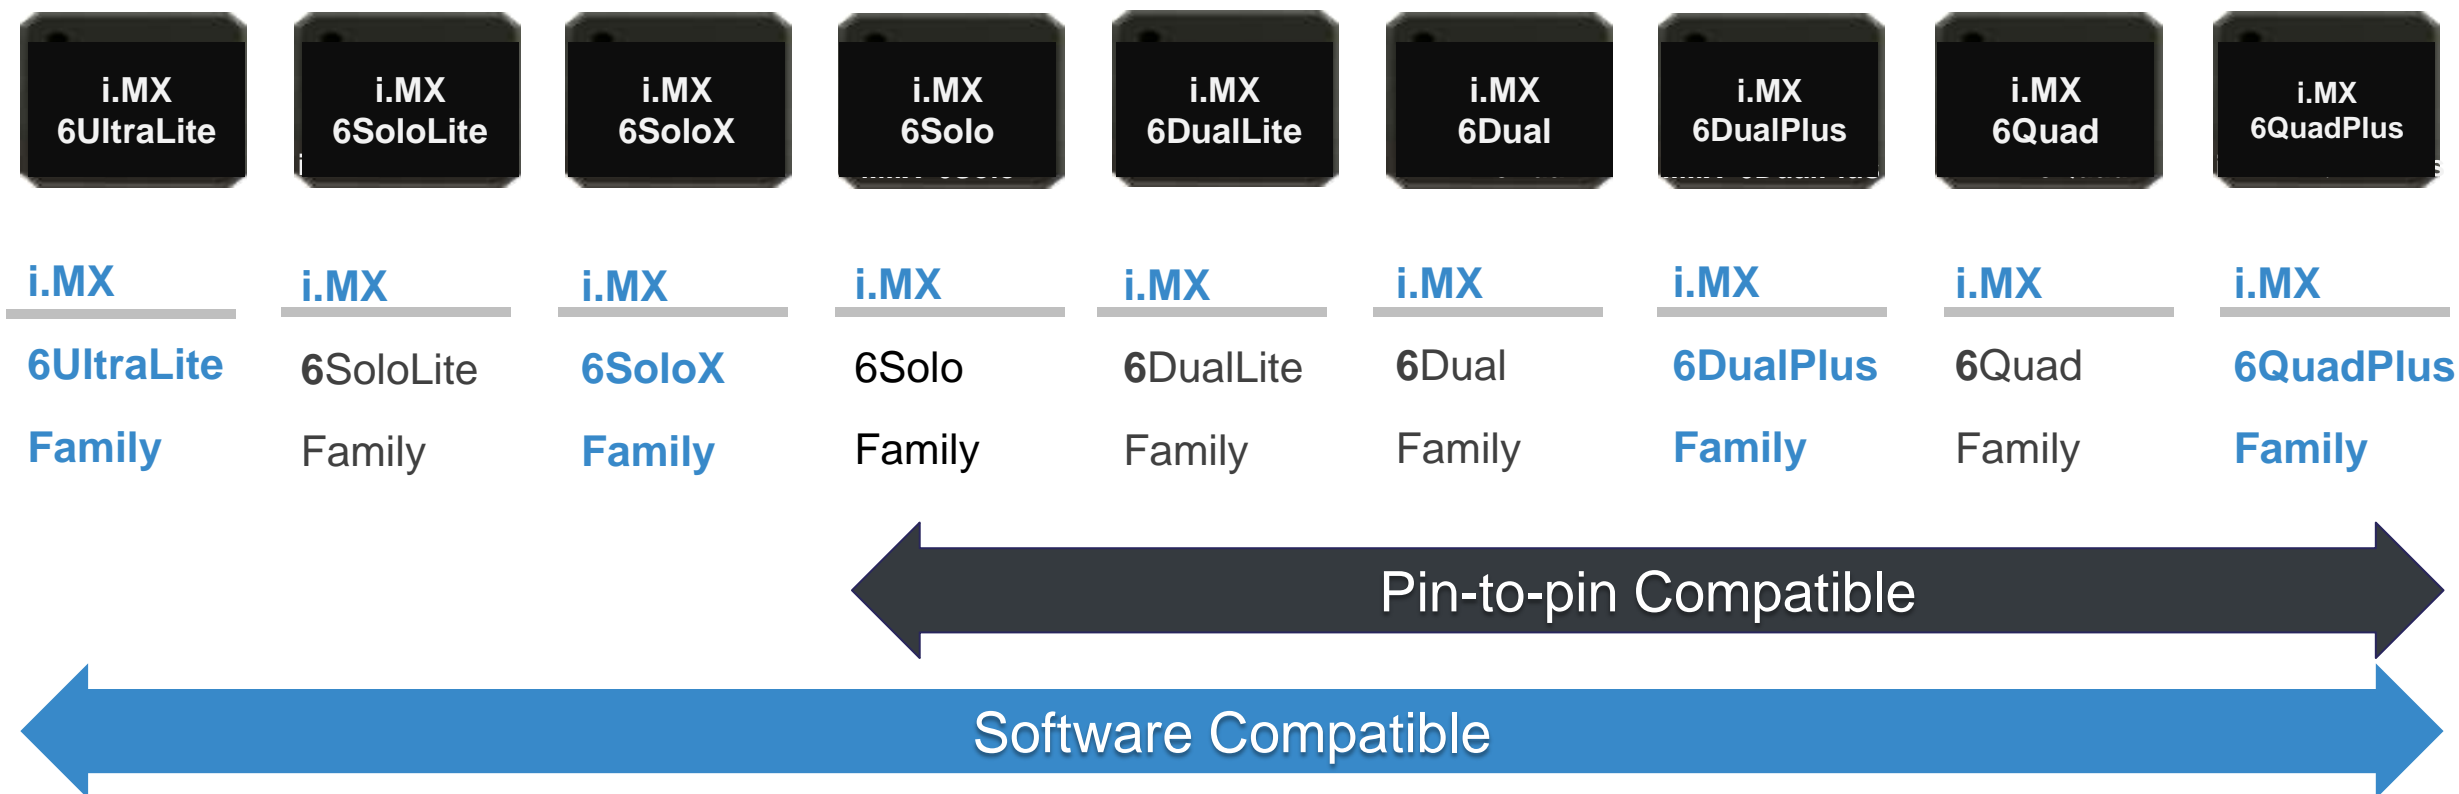 i.MX
6UltraLite
i.MX
6SoloLite
i.MX
6SoloX
i.MX
6Solo
i.MX
6DualLite
i.MX
6Dual
i.MX
6DualPlus
i.MX
6Quad
i.MX
6QuadPlus
i.MX
6UltraLite
Family
i.MX
6SoloLite
Family
i.MX
6SoloX
Family
i.MX
6Solo
Family
i.MX
6DualLite
Family
i.MX
6Dual
Family
i.MX
6DualPlus
Family
i.MX
6Quad
Family
i.MX
6QuadPlus
Family
Pin-to-pin Compatible
Software Compatible